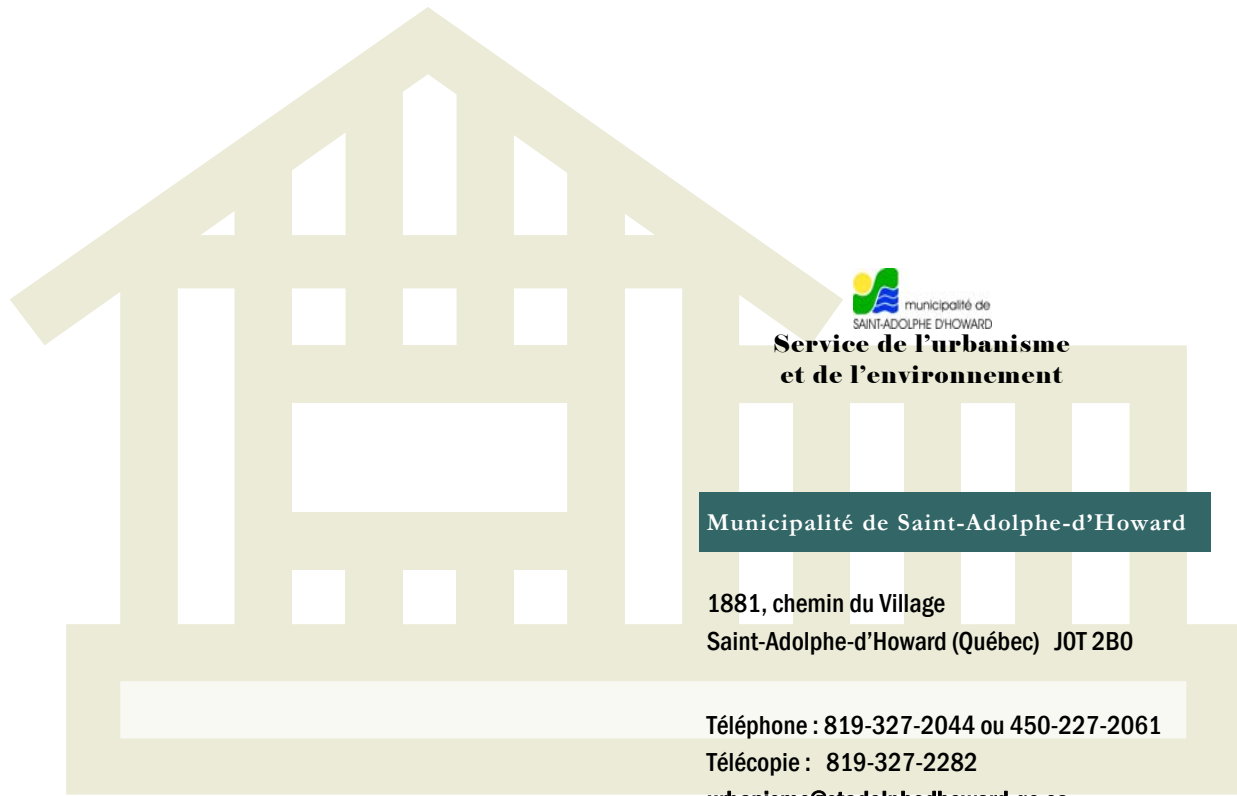 municipalité de
SAINT-ADOLPHE D'HOWARD
Service de l'urbanisme
et de l'environnement
Municipalité de Saint-Adolphe-d'Howard
1881, chemin du Village
Saint-Adolphe-d'Howard (Québec) J0T 2B0
Téléphone : 819-327-2044 ou 450-227-2061
Télécopie : 819-327-2282